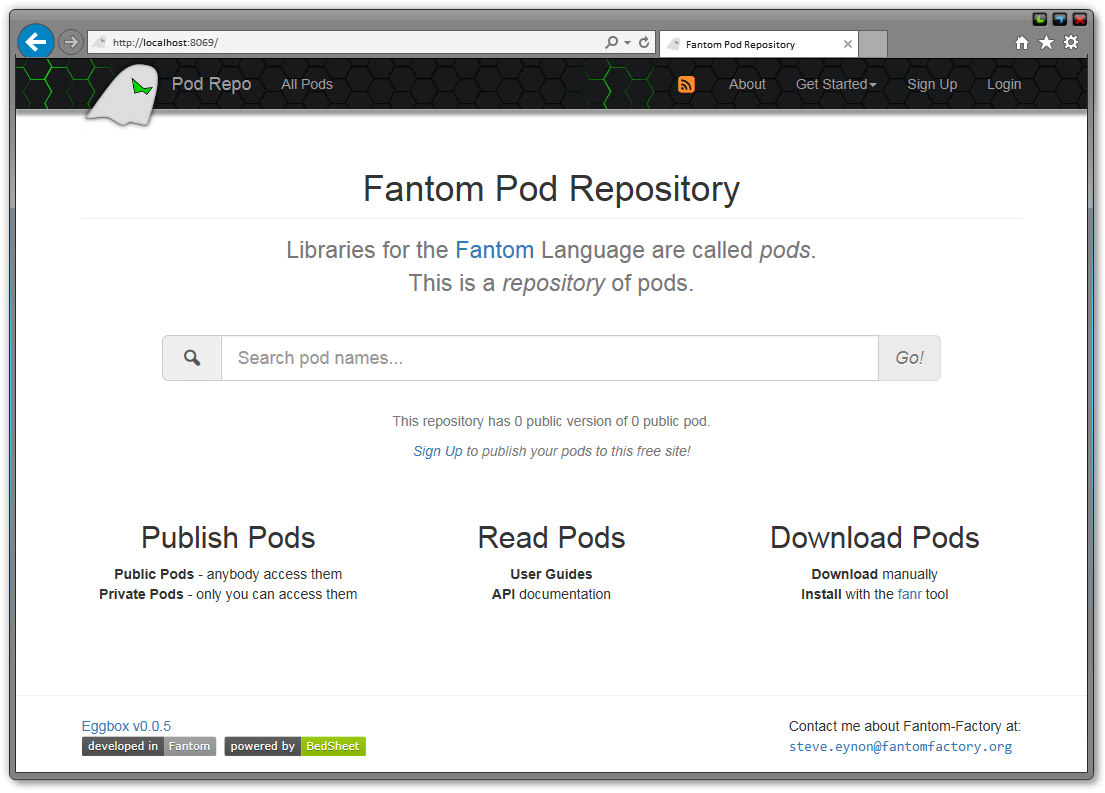 http://localhost:8069/
Fantom Pod Repository
Pod Repo
All Pods
About
Get Started
Sign Up
Login
Fantom Pod Repository
Libraries for the Fantom Language are called pods.
This is a repository of pods.
Search pod names...
Go!
This repository has 0 public version of 0 public pod.
Sign Up to publish your pods to this free site!
Publish Pods
Public Pods - anybody access them
Private Pods - only you can access them
Read Pods
User Guides
API documentation
Download Pods
Download manually
Install with the fanr tool
Eggbox v0.0.5
developed in Fantom
powered by BedSheet
Contact me about Fantom-Factory at:
steve.eynon@fantomfactory.org